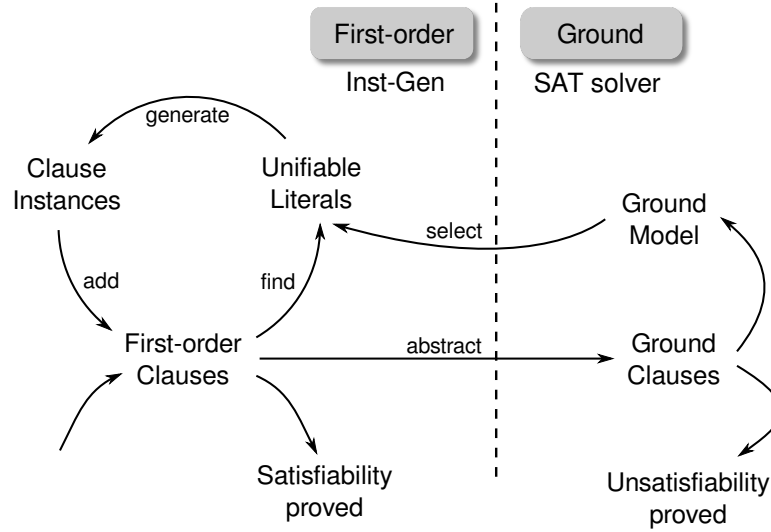 First-order
Ground
Inst-Gen
SAT solver
generate
Clause
Instances
Unifiable
Literals
Ground
Model
select
add
find
First-order
Clauses
abstract
Ground
Clauses
Satisfiability
proved
Unsatisfiability
proved